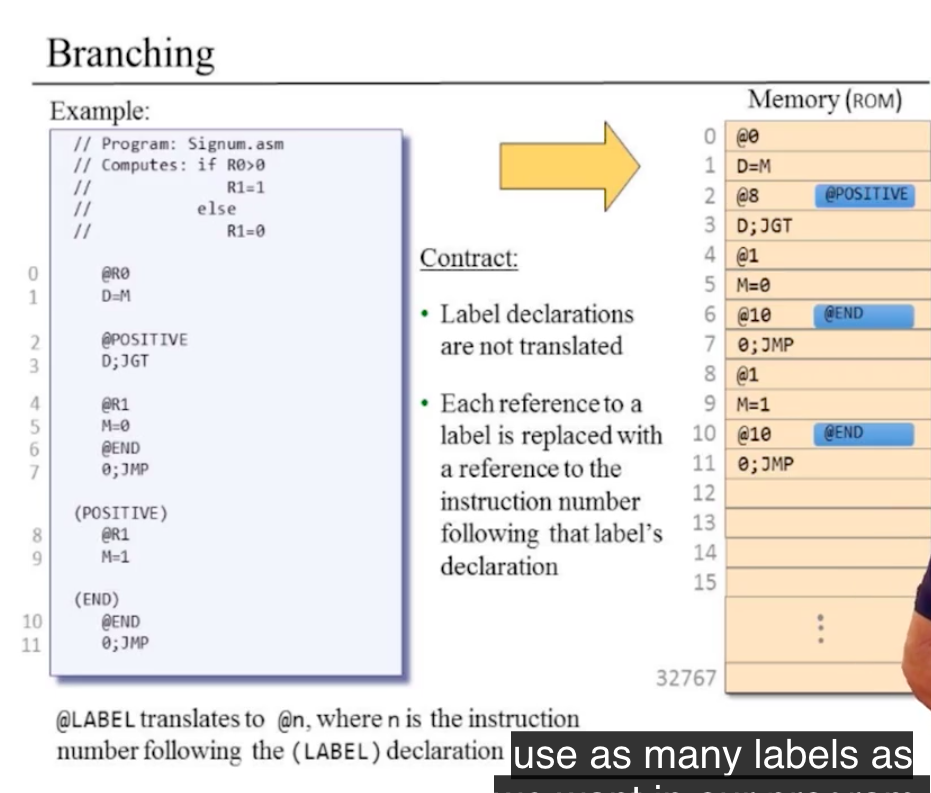 Branching
Example:
// Program: Signum.asm
// Computes: if R0>0
// R1=1
// else
// R1=0
0 @R0
1 D=M
2 @POSITIVE
3 D;JGT
4 @R1
5 M=0
6 @END
7 0;JMP
(POSITIVE)
8 @R1
9 M=1
(END)
10 @END
11 0;JMP
@LABEL translates to @n, where n is the instruction
number following the (LABEL) declaration
Contract:
• Label declarations
are not translated
• Each reference to a
label is replaced with
a reference to the
instruction number
following that label's
declaration
Memory (ROM)
0 @0
1 D=M
2 @8 @POSITIVE
3 D;JGT
4 @1
5 M=0
6 @10 @END
7 0;JMP
8 @1
9 M=1
10 @10 @END
11 0;JMP
12
13
14
15
32767
use as many labels as